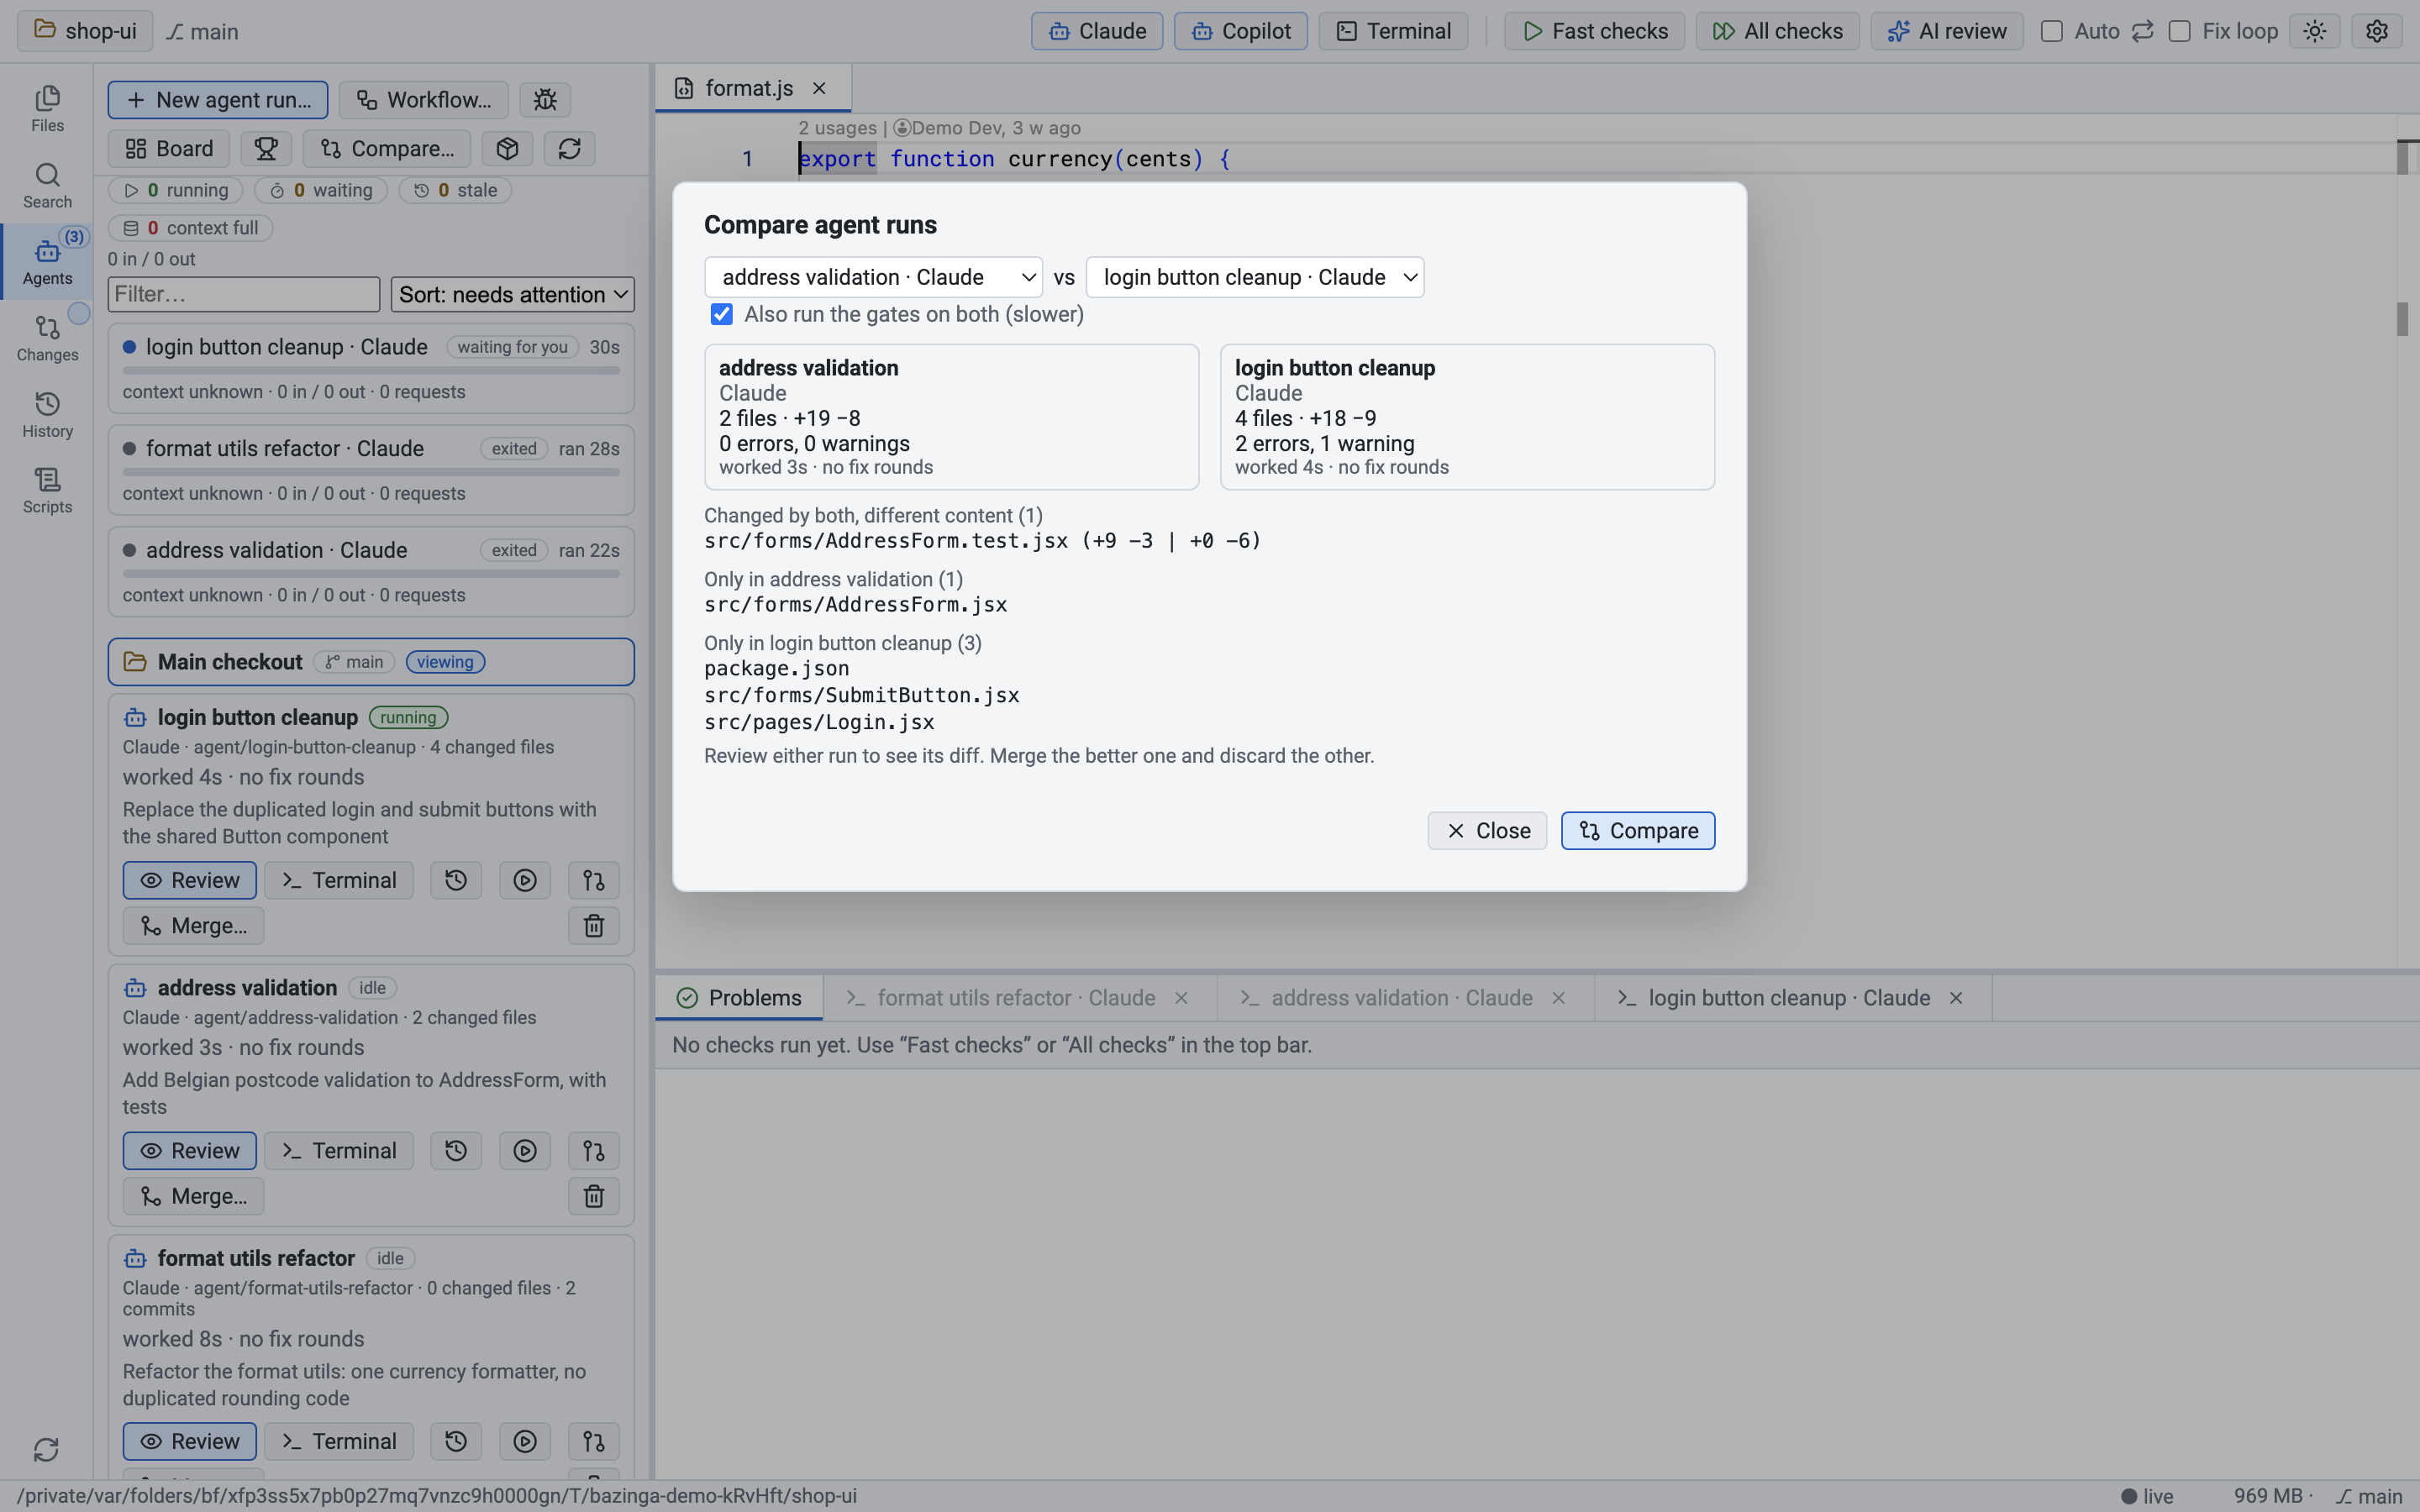 shop-ui
main
Claude
Copilot
Terminal
Fast checks
All checks
AI review
Auto
Fix loop
Files
Search
(3)
Agents
Changes
History
Scripts
New agent run...
Workflow...
Board
Compare...
0 running
0 waiting
0 stale
0 context full
0 in / 0 out
Filter…
Sort: needs attention
login button cleanup · Claude waiting for you 30s
context unknown · 0 in / 0 out · 0 requests
format utils refactor · Claude exited ran 28s
context unknown · 0 in / 0 out · 0 requests
address validation · Claude exited ran 22s
context unknown · 0 in / 0 out · 0 requests
Main checkout main viewing
login button cleanup running
Claude · agent/login-button-cleanup · 4 changed files
worked 4s · no fix rounds
Replace the duplicated login and submit buttons with
the shared Button component
Review
Terminal
Merge...
address validation idle
Claude · agent/address-validation · 2 changed files
worked 3s · no fix rounds
Add Belgian postcode validation to AddressForm, with
tests
Review
Terminal
Merge...
format utils refactor idle
Claude · agent/format-utils-refactor · 0 changed files · 2
commits
worked 8s · no fix rounds
Refactor the format utils: one currency formatter, no
duplicated rounding code
Review
Terminal
format.js
2 usages | Demo Dev, 3 w ago
1 export function currency(cents) {
Compare agent runs
address validation · Claude vs login button cleanup · Claude
Also run the gates on both (slower)
address validation
Claude
2 files · +19 −8
0 errors, 0 warnings
worked 3s · no fix rounds
login button cleanup
Claude
4 files · +18 −9
2 errors, 1 warning
worked 4s · no fix rounds
Changed by both, different content (1)
src/forms/AddressForm.test.jsx (+9 −3 | +0 −6)
Only in address validation (1)
src/forms/AddressForm.jsx
Only in login button cleanup (3)
package.json
src/forms/SubmitButton.jsx
src/pages/Login.jsx
Review either run to see its diff. Merge the better one and discard the other.
Close
Compare
Problems
format utils refactor · Claude
address validation · Claude
login button cleanup · Claude
No checks run yet. Use “Fast checks” or “All checks” in the top bar.
/private/var/folders/bf/xfp3ss5x7pb0p27mq7vnzc9h0000gn/T/bazinga-demo-kRvHft/shop-ui
live
969 MB ·
main